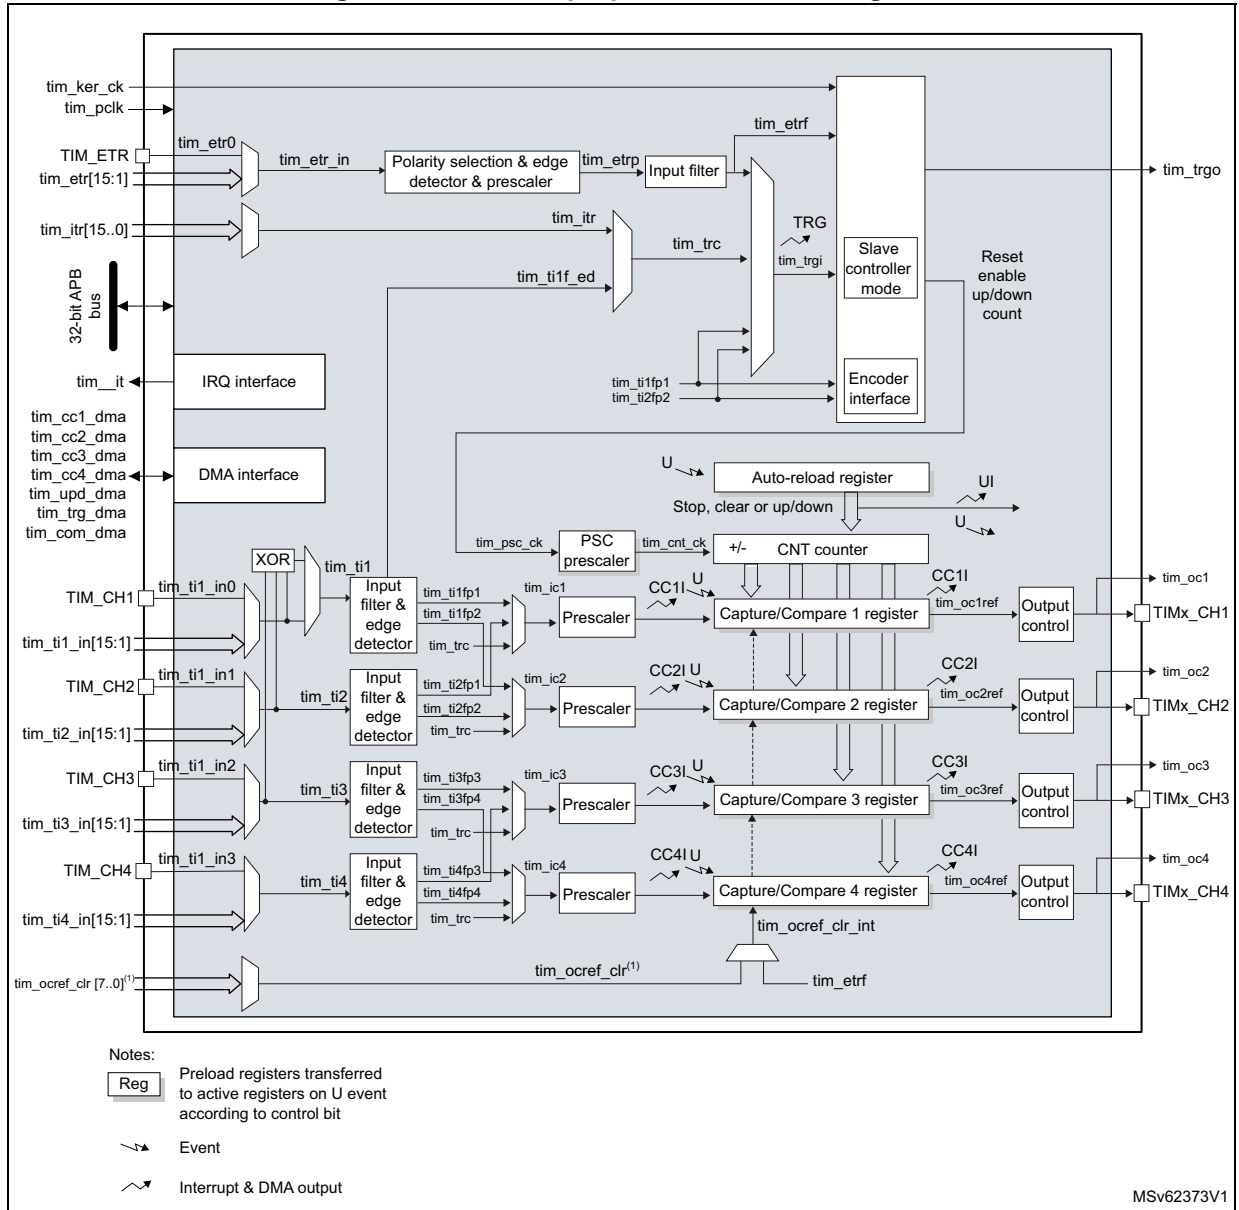 tim_ker_ck
tim_pclk
TIM_ETR
tim_etr0
tim_etr[15:1]
tim_etr_in
Polarity selection & edge
detector & prescaler
tim_etrp
Input filter
tim_etrf
tim_trgo
tim_itr[15..0]
tim_itr
tim_trc
TRG
tim_trgi
Slave
controller
mode
Reset
enable
up/down
count
tim_ti1f_ed
32-bit APB
bus
tim__it
IRQ interface
tim_ti1fp1
tim_ti2fp2
Encoder
interface
tim_cc1_dma
tim_cc2_dma
tim_cc3_dma
tim_cc4_dma
tim_upd_dma
tim_trg_dma
tim_com_dma
DMA interface
U
Auto-reload register
UI
Stop, clear or up/down
U
tim_psc_ck
PSC
prescaler
tim_cnt_ck
+/-
CNT counter
XOR
tim_ti1
TIM_CH1
tim_ti1_in0
tim_ti1_in[15:1]
Input
filter &
edge
detector
tim_ti1fp1
tim_ti1fp2
tim_trc
tim_ic1
Prescaler
CC1I
U
Capture/Compare 1 register
CC1I
tim_oc1ref
Output
control
tim_oc1
TIMx_CH1
TIM_CH2
tim_ti1_in1
tim_ti2_in[15:1]
tim_ti2
Input
filter &
edge
detector
tim_ti2fp1
tim_ti2fp2
tim_trc
tim_ic2
Prescaler
CC2I
U
Capture/Compare 2 register
CC2I
tim_oc2ref
Output
control
tim_oc2
TIMx_CH2
TIM_CH3
tim_ti1_in2
tim_ti3_in[15:1]
tim_ti3
Input
filter &
edge
detector
tim_ti3fp3
tim_ti3fp4
tim_trc
tim_ic3
Prescaler
CC3I
U
Capture/Compare 3 register
CC3I
tim_oc3ref
Output
control
tim_oc3
TIMx_CH3
TIM_CH4
tim_ti1_in3
tim_ti4_in[15:1]
tim_ti4
Input
filter &
edge
detector
tim_ti4fp3
tim_ti4fp4
tim_trc
tim_ic4
Prescaler
CC4I
U
Capture/Compare 4 register
CC4I
tim_oc4ref
Output
control
tim_oc4
TIMx_CH4
tim_ocref_clr_int
tim_ocref_clr [7..0](1)
tim_ocref_clr(1)
tim_etrf
Notes:
Reg
Preload registers transferred
to active registers on U event
according to control bit
Event
Interrupt & DMA output
MSv62373V1